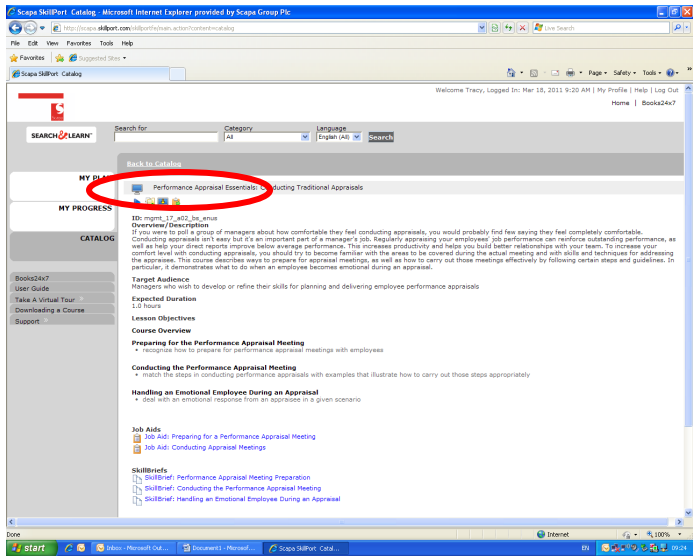 Scapa SkillPort Catalog - Microsoft Internet Explorer provided by Scapa Group Plc
http://scapa.skillport.com/skillportfe/main.action?content=catalog
Live Search
File Edit View Favorites Tools Help
Favorites Suggested Sites
Scapa SkillPort Catalog
Page Safety Tools
Welcome Tracy, Logged In: Mar 18, 2011 9:20 AM | My Profile | Help | Log Out
Home | Books24x7
SEARCH & LEARN
Search for Category Language
All English (All) Search
Back to Catalog
MY PLAN
Performance Appraisal Essentials: Conducting Traditional Appraisals
MY PROGRESS
ID: mgmt_17_a02_bs_enus
Overview/Description
If you were to poll a group of managers about how comfortable they feel conducting appraisals, you would probably find few saying they feel completely comfortable.
Conducting appraisals isn't easy but it's an important part of a manager's job. Regularly appraising your employees' job performance can reinforce outstanding performance, as
well as help your direct reports improve below average performance. This increases productivity and helps you build better relationships with your team. To increase your
comfort level with conducting appraisals, you should try to become familiar with the areas to be covered during the actual meeting and with skills and techniques for addressing
the appraisee. This course describes ways to prepare for appraisal meetings, as well as how to carry out those meetings effectively by following certain steps and guidelines. In
particular, it demonstrates what to do when an employee becomes emotional during an appraisal.
CATALOG
Books24x7
User Guide
Take A Virtual Tour
Downloading a Course
Support
Target Audience
Managers who wish to develop or refine their skills for planning and delivering employee performance appraisals
Expected Duration
1.0 hours
Lesson Objectives
Course Overview
Preparing for the Performance Appraisal Meeting
• recognize how to prepare for performance appraisal meetings with employees
Conducting the Performance Appraisal Meeting
• match the steps in conducting performance appraisals with examples that illustrate how to carry out those steps appropriately
Handling an Emotional Employee During an Appraisal
• deal with an emotional response from an appraisee in a given scenario
Job Aids
Job Aid: Preparing for a Performance Appraisal Meeting
Job Aid: Conducting Appraisal Meetings
SkillBriefs
SkillBrief: Performance Appraisal Meeting Preparation
SkillBrief: Conducting the Performance Appraisal Meeting
SkillBrief: Handling an Emotional Employee During an Appraisal
Done Internet 100%
start Inbox - Microsoft Out... Document1 - Microsof... Scapa SkillPort Catal... EN 09:24